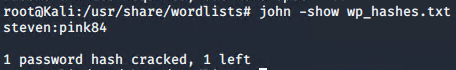 root@Kali:/usr/share/wordlists# john -show wp_hashes.txt
steven:pink84
1 password hash cracked, 1 left